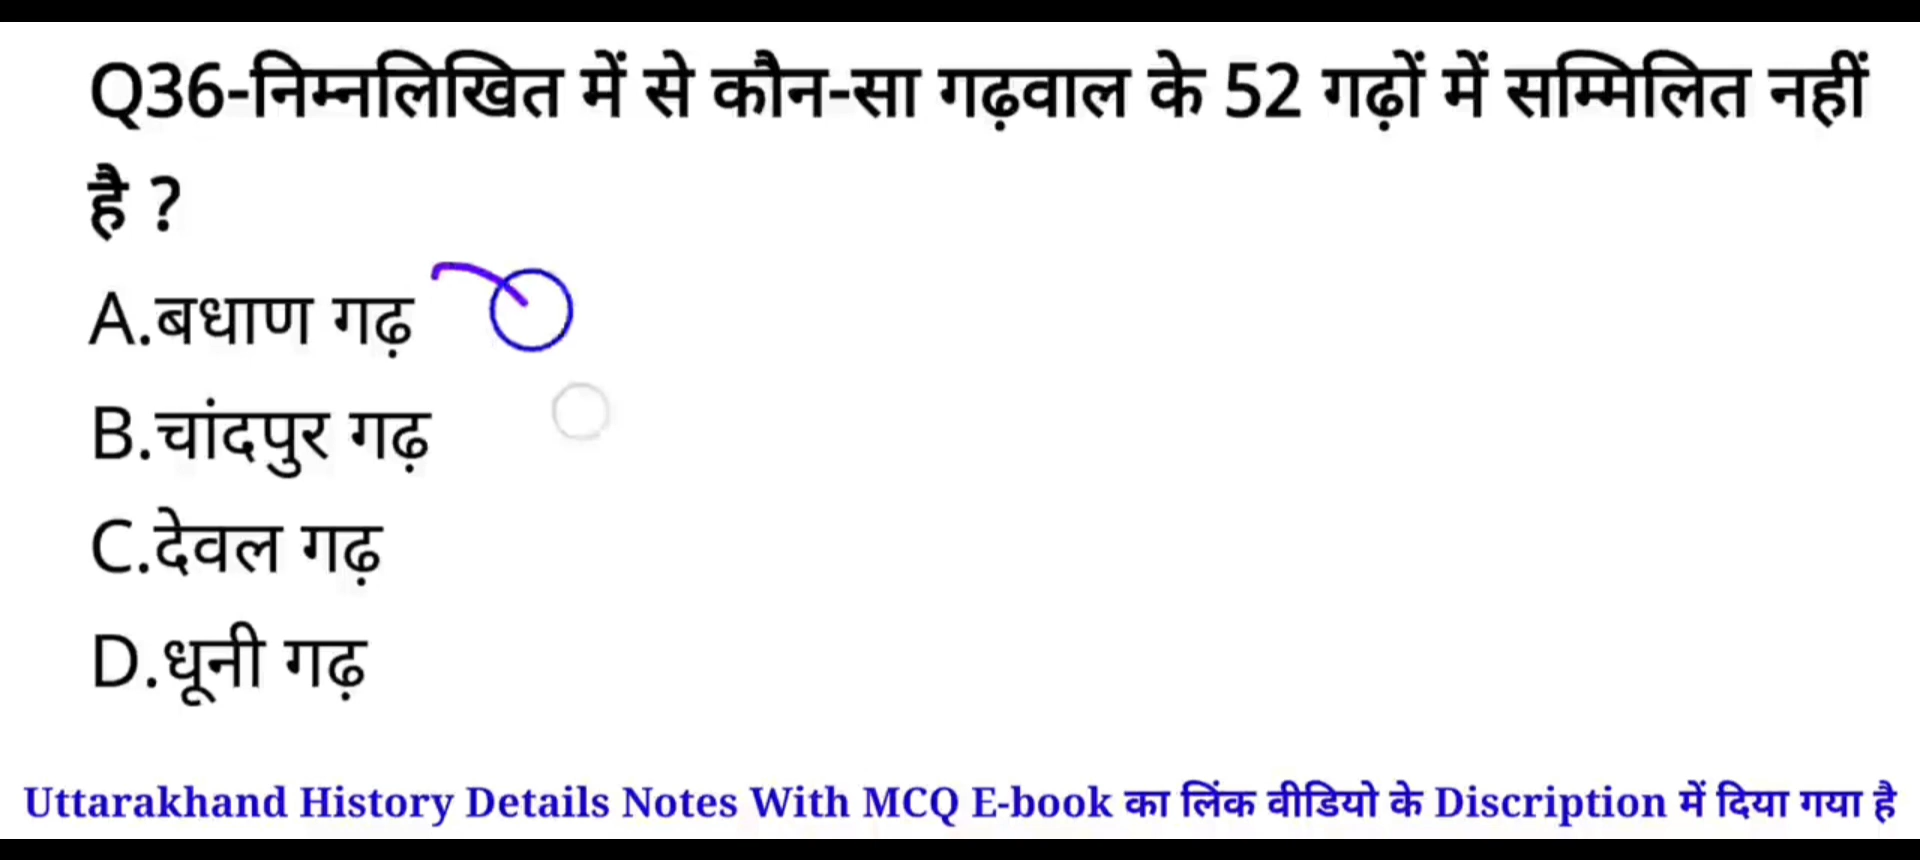 Q36-निम्नलिखित में से कौन-सा गढ़वाल के 52 गढ़ों में सम्मिलित नहीं
है ?
A.बधाण गढ़
B.चांदपुर गढ़
C.देवल गढ़
D.धूनी गढ़
Uttarakhand History Details Notes With MCQ E-book का लिंक वीडियो के Discription में दिया गया है